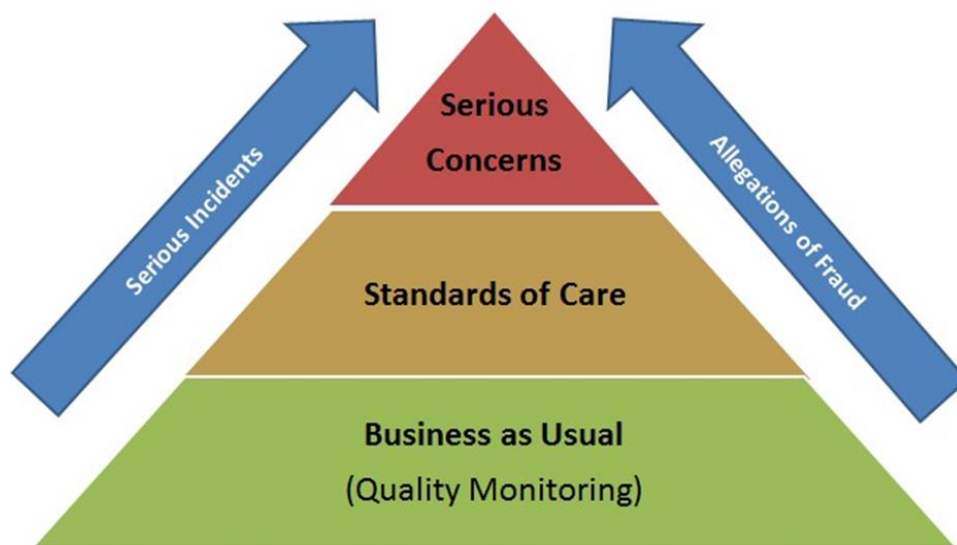 Serious
Concerns
Serious Incidents
Allegations of Fraud
Standards of Care
Business as Usual
(Quality Monitoring)